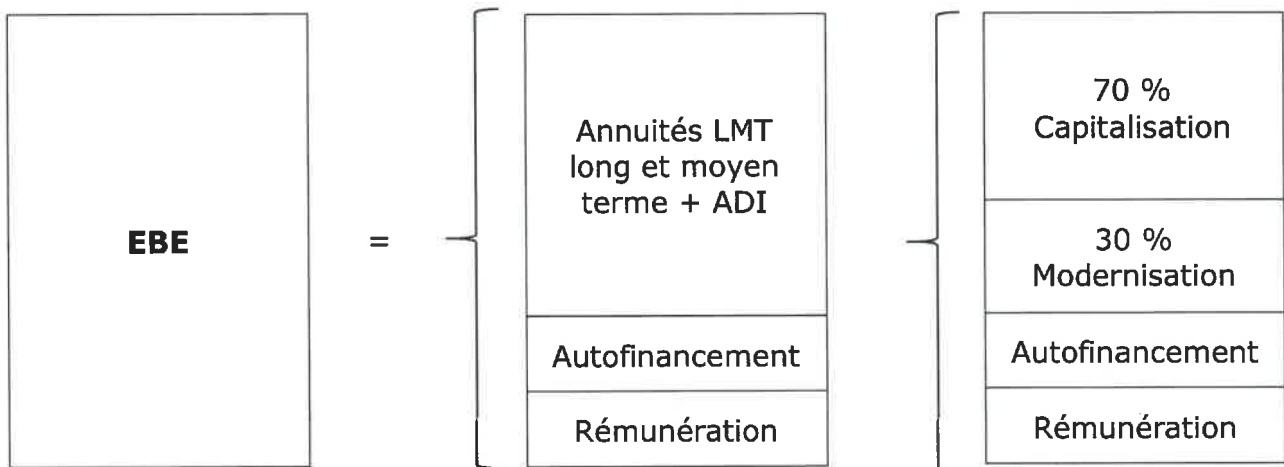 EBE
=
Annuités LMT
long et moyen
terme + ADI
Autofinancement
Rémunération
70 %
Capitalisation
30 %
Modernisation
Autofinancement
Rémunération